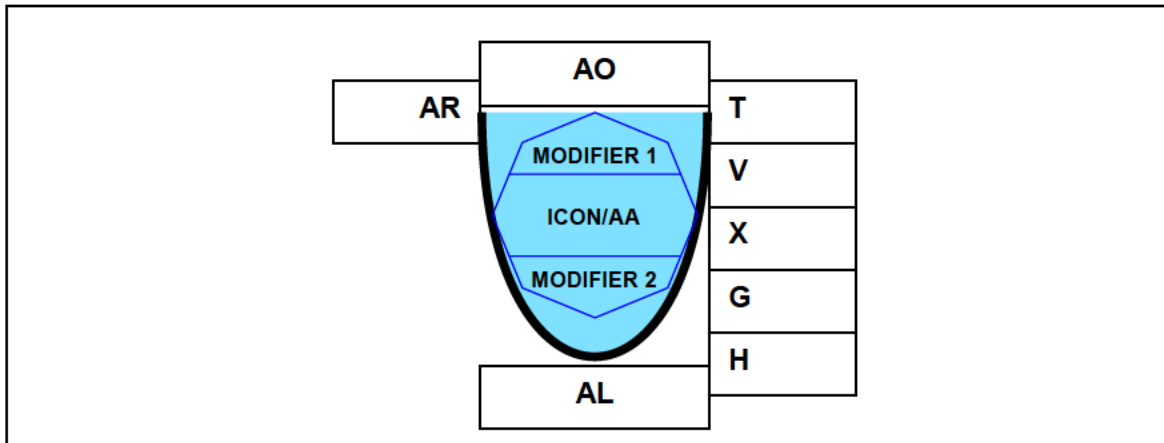 AO
AR
T
MODIFIER 1
V
ICON/AA
X
MODIFIER 2
G
H
AL